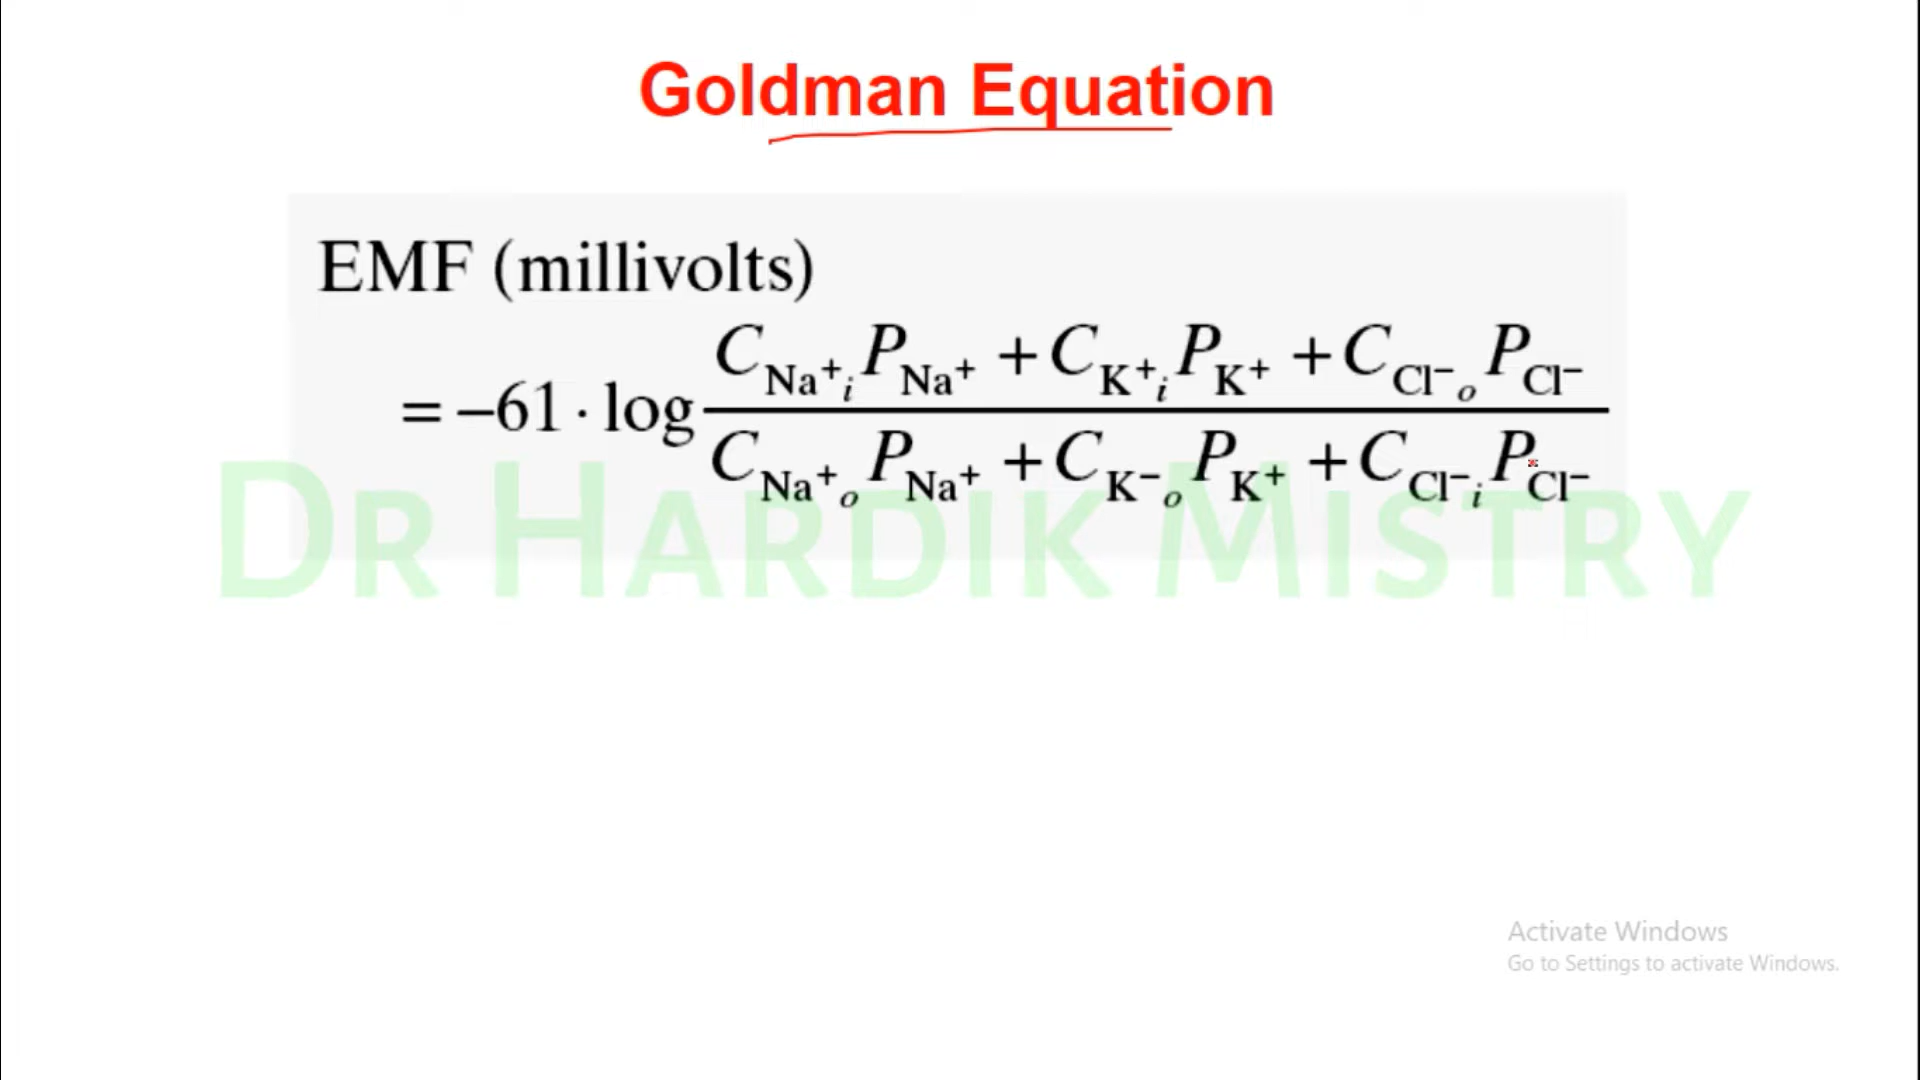 Goldman Equation
EMF (millivolts)
= −61 · log (C_{Na⁺i} P_{Na⁺} + C_{K⁺i} P_{K⁺} + C_{Cl⁻o} P_{Cl⁻}) / (C_{Na⁺o} P_{Na⁺} + C_{K⁻o} P_{K⁺} + C_{Cl⁻i} P_{Cl⁻})
DR HARDIK MISTRY
Activate Windows
Go to Settings to activate Windows.